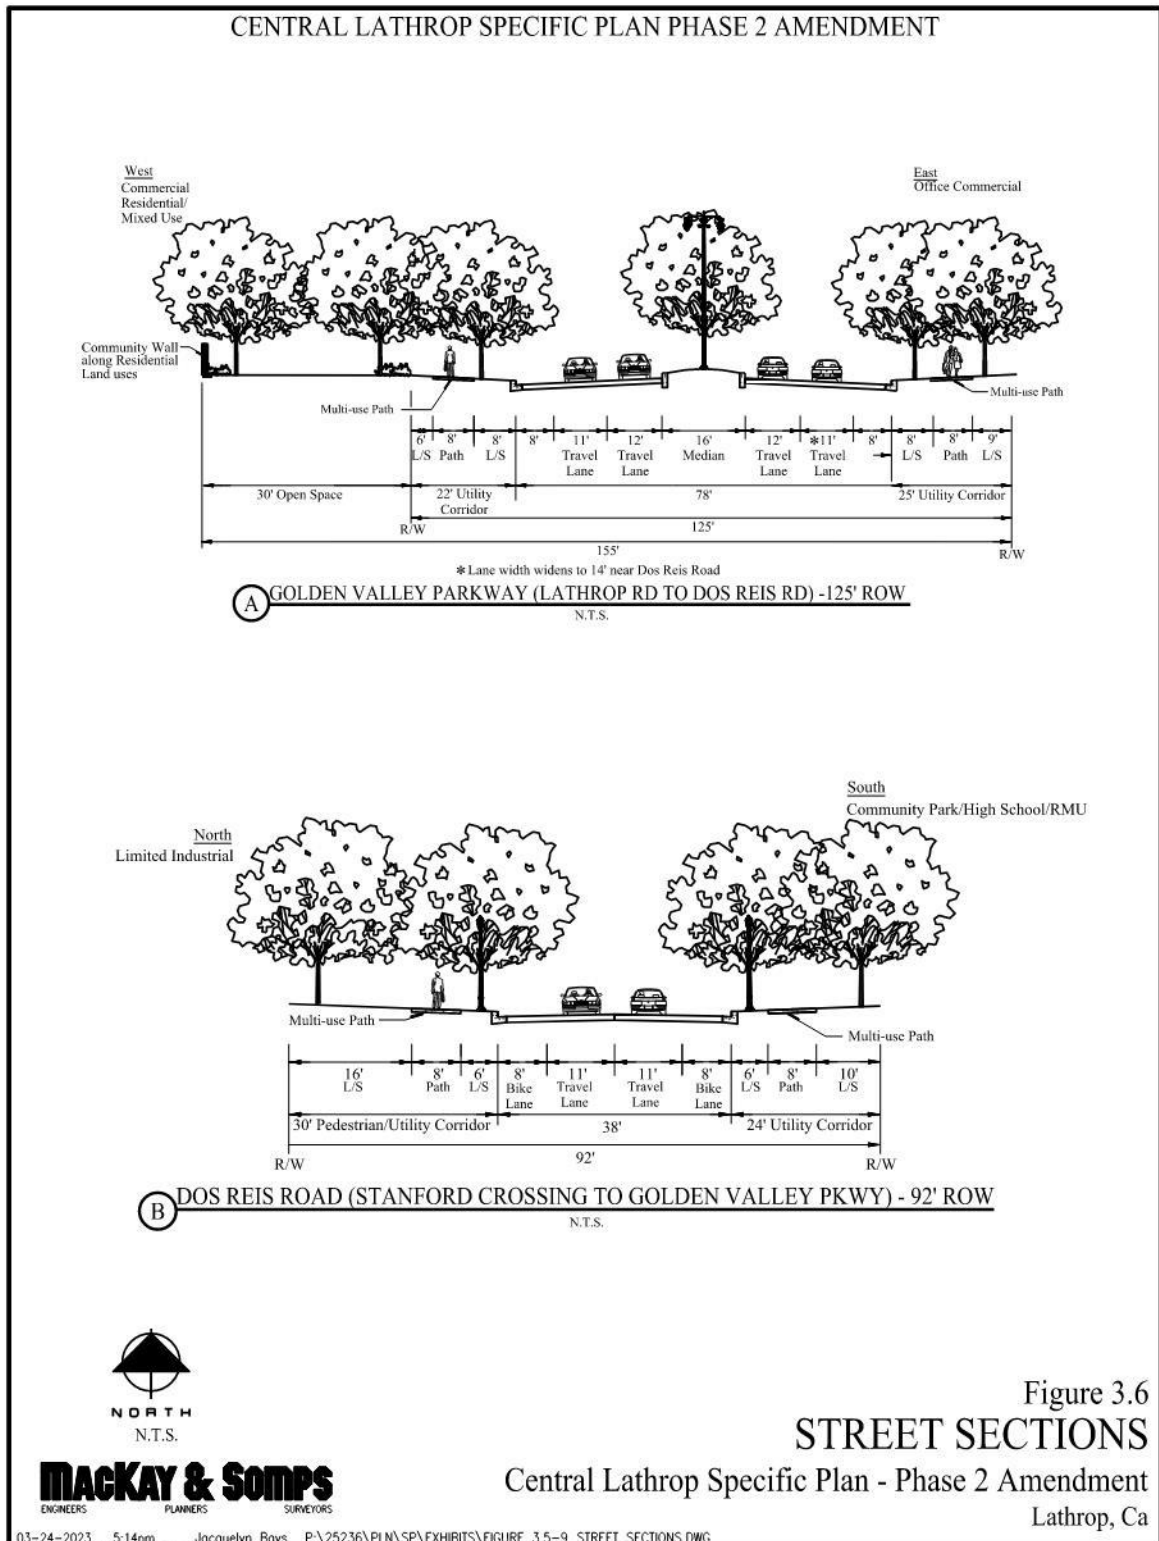 CENTRAL LATHROP SPECIFIC PLAN PHASE 2 AMENDMENT
West
Commercial
Residential/
Mixed Use
East
Office Commercial
Community Wall
along Residential
Land uses
Multi-use Path
Multi-use Path
6' 8' 8' 8' 11' 12' 16' 12' *11' 8' 8' 8' 9'
L/S Path L/S Travel Travel Median Travel Travel L/S Path L/S
Lane Lane Lane Lane
30' Open Space 22' Utility 78' 25' Utility Corridor
Corridor
R/W 125'
155' R/W
* Lane width widens to 14' near Dos Reis Road
A GOLDEN VALLEY PARKWAY (LATHROP RD TO DOS REIS RD) -125' ROW
N.T.S.
South
Community Park/High School/RMU
North
Limited Industrial
Multi-use Path
Multi-use Path
16' 8' 6' 8' 11' 11' 8' 6' 8' 10'
L/S Path L/S Bike Travel Travel Bike L/S Path L/S
Lane Lane Lane Lane
30' Pedestrian/Utility Corridor 38' 24' Utility Corridor
92'
R/W R/W
B DOS REIS ROAD (STANFORD CROSSING TO GOLDEN VALLEY PKWY) - 92' ROW
N.T.S.
NORTH
N.T.S.
Figure 3.6
STREET SECTIONS
Central Lathrop Specific Plan - Phase 2 Amendment
Lathrop, Ca
MACKAY & SOMPS
ENGINEERS PLANNERS SURVEYORS
03-24-2023 5:14pm Jacquelyn Bays P:\25236\PLN\SP\EXHIBITS\FIGURE 3.5-9 STREET SECTIONS.DWG